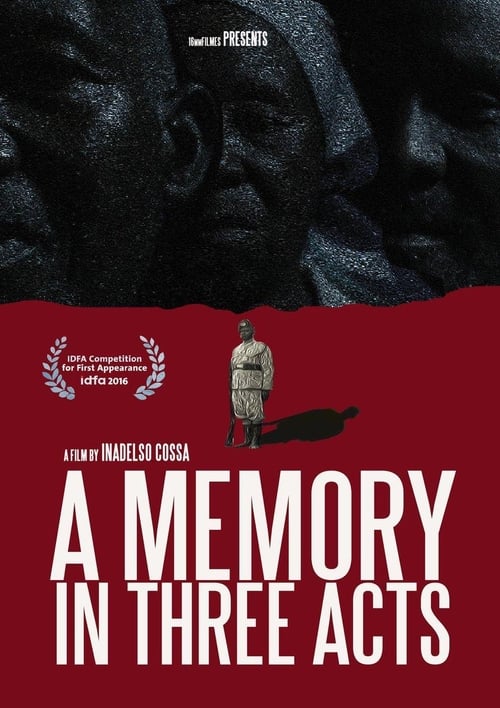 16mmFILMES PRESENTS
IDFA Competition
for First Appearance
idfa 2016
A FILM BY INADELSO COSSA
A MEMORY
IN THREE ACTS